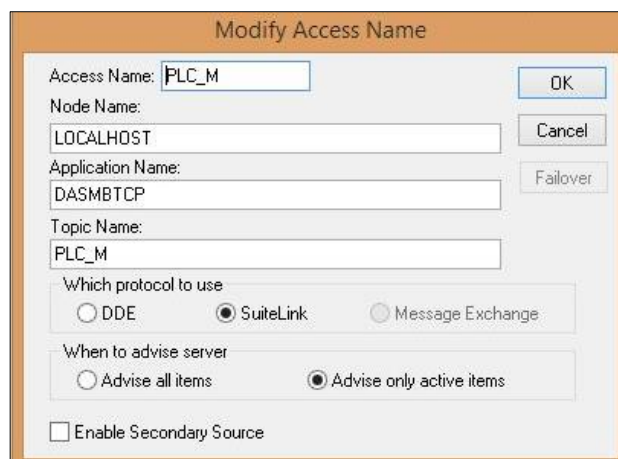 Modify Access Name
Access Name: PLC_M
OK
Node Name:
LOCALHOST
Cancel
Application Name:
Failover
DASMBTCP
Topic Name:
PLC_M
Which protocol to use
DDE SuiteLink Message Exchange
When to advise server
Advise all items Advise only active items
Enable Secondary Source